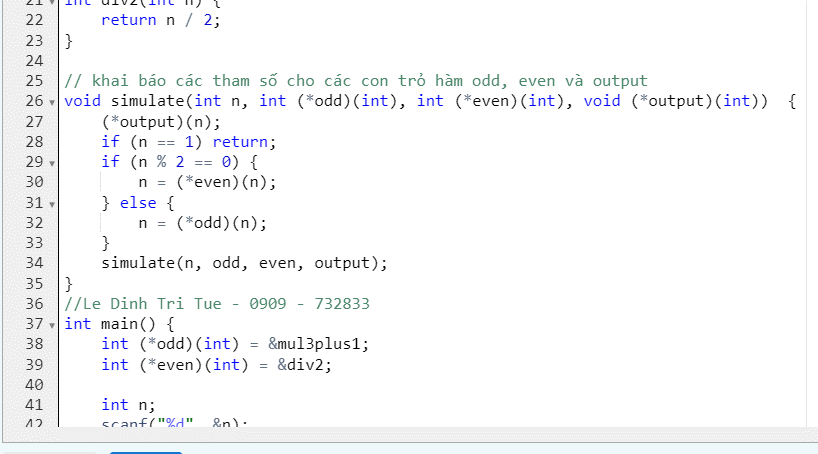 21 int div2(int n) {
22 return n / 2;
23 }
24
25 // khai báo các tham số cho các con trỏ hàm odd, even và output
26 void simulate(int n, int (*odd)(int), int (*even)(int), void (*output)(int))  {
27 (*output)(n);
28 if (n == 1) return;
29 if (n % 2 == 0) {
30 n = (*even)(n);
31 } else {
32 n = (*odd)(n);
33 }
34 simulate(n, odd, even, output);
35 }
36 //Le Dinh Tri Tue - 0909 - 732833
37 int main() {
38 int (*odd)(int) = &mul3plus1;
39 int (*even)(int) = &div2;
40
41 int n;
42 scanf("%d", &n);